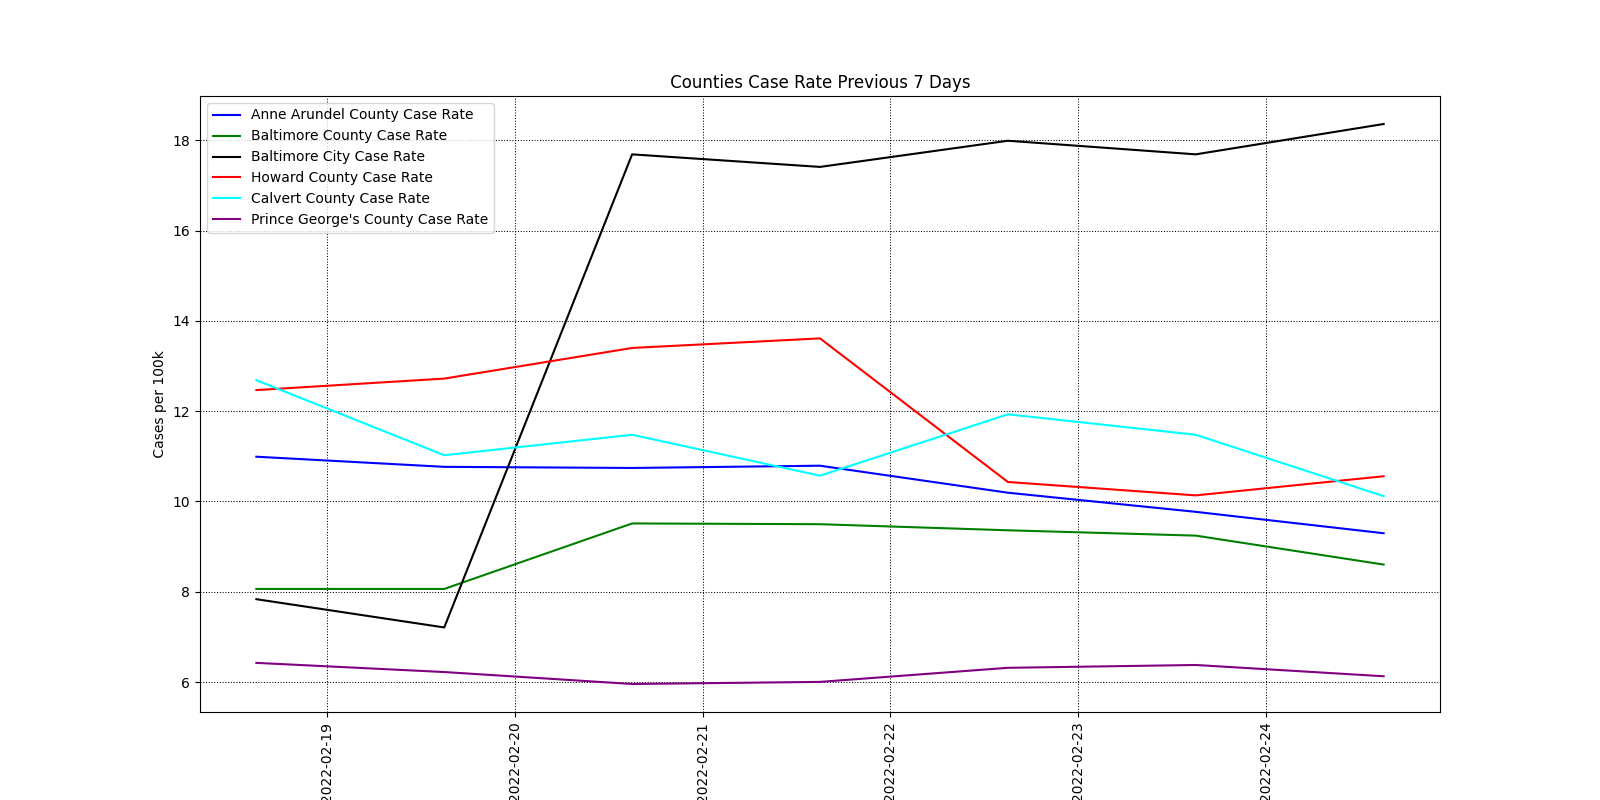 Counties Case Rate Previous 7 Days
Anne Arundel County Case Rate
Baltimore County Case Rate
Baltimore City Case Rate
Howard County Case Rate
Calvert County Case Rate
Prince George's County Case Rate
18
16
14
12
10
8
6
Cases per 100k
2022-02-19
2022-02-20
2022-02-21
2022-02-22
2022-02-23
2022-02-24